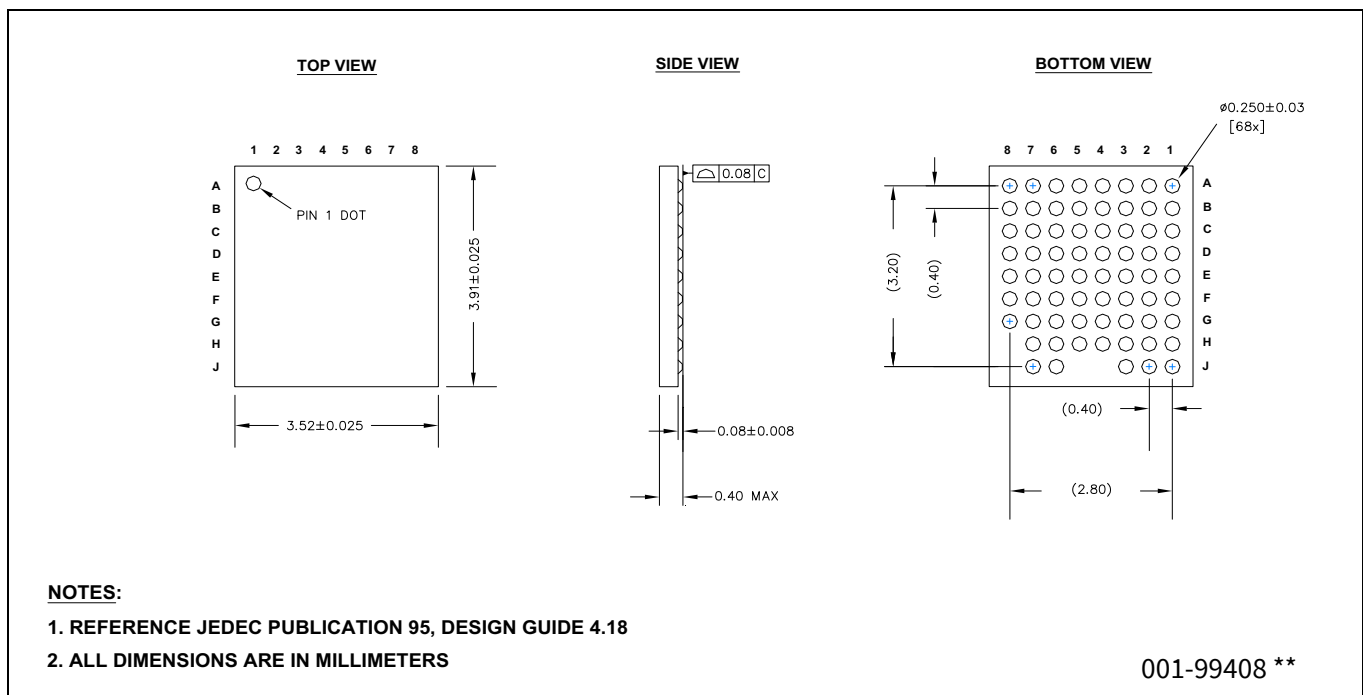 TOP VIEW
SIDE VIEW
BOTTOM VIEW
1 2 3 4 5 6 7 8
A
B
C
D
E
F
G
H
J
PIN 1 DOT
3.91±0.025
3.52±0.025
0.08 C
0.08±0.008
0.40 MAX
ø0.250±0.03
[68x]
8 7 6 5 4 3 2 1
A
B
C
D
E
F
G
H
J
(3.20)
(0.40)
(0.40)
(2.80)
NOTES:
1. REFERENCE JEDEC PUBLICATION 95, DESIGN GUIDE 4.18
2. ALL DIMENSIONS ARE IN MILLIMETERS
001-99408 **